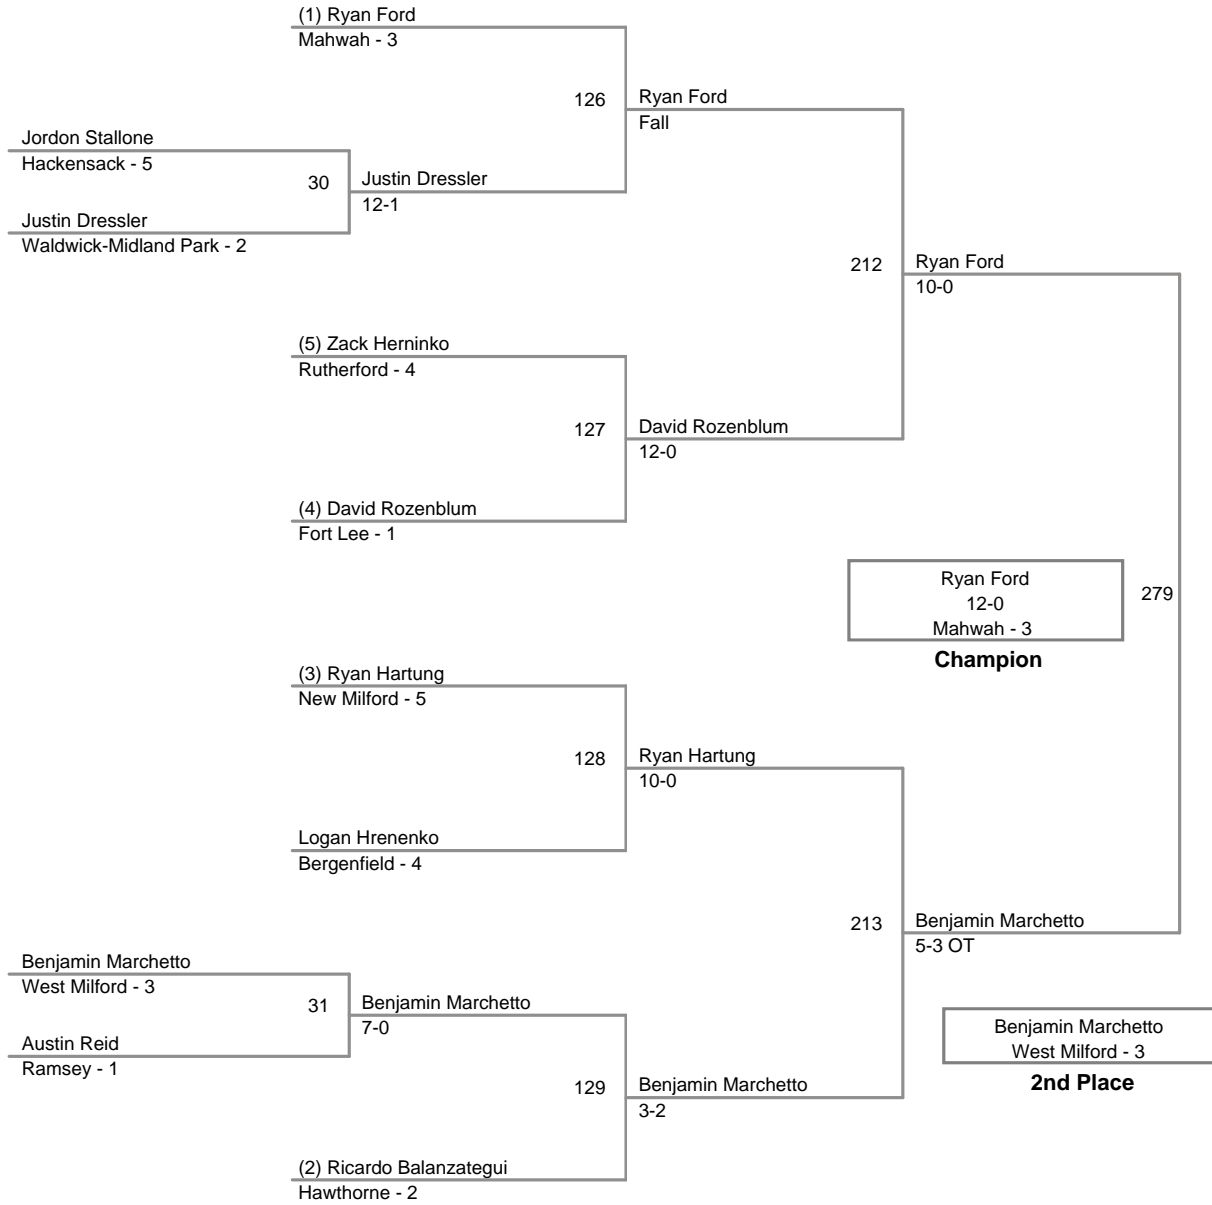 (1) Ryan Ford
Mahwah - 3
126
Ryan Ford
Fall
Jordon Stallone
Hackensack - 5
30
Justin Dressler
12-1
Justin Dressler
Waldwick-Midland Park - 2
212
Ryan Ford
10-0
(5) Zack Herninko
Rutherford - 4
127
David Rozenblum
12-0
(4) David Rozenblum
Fort Lee - 1
Ryan Ford
12-0
Mahwah - 3
Champion
279
(3) Ryan Hartung
New Milford - 5
128
Ryan Hartung
10-0
Logan Hrenenko
Bergenfield - 4
213
Benjamin Marchetto
5-3 OT
Benjamin Marchetto
West Milford - 3
31
Benjamin Marchetto
7-0
Austin Reid
Ramsey - 1
Benjamin Marchetto
West Milford - 3
2nd Place
129
Benjamin Marchetto
3-2
(2) Ricardo Balanzategui
Hawthorne - 2